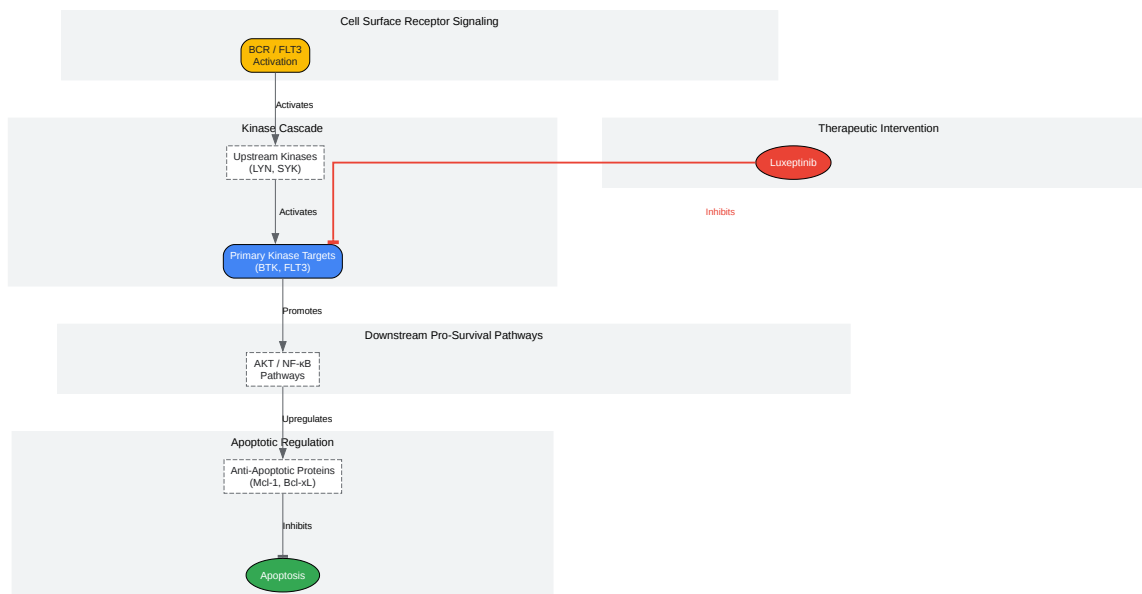 Cell Surface Receptor Signaling
BCR / FLT3
Activation
Activates
Kinase Cascade
Therapeutic Intervention
Upstream Kinases
(LYN, SYK)
Luxeptinib
Activates
Inhibits
Primary Kinase Targets
(BTK, FLT3)
Promotes
Downstream Pro-Survival Pathways
AKT / NF-κB
Pathways
Upregulates
Apoptotic Regulation
Anti-Apoptotic Proteins
(Mcl-1, Bcl-xL)
Inhibits
Apoptosis